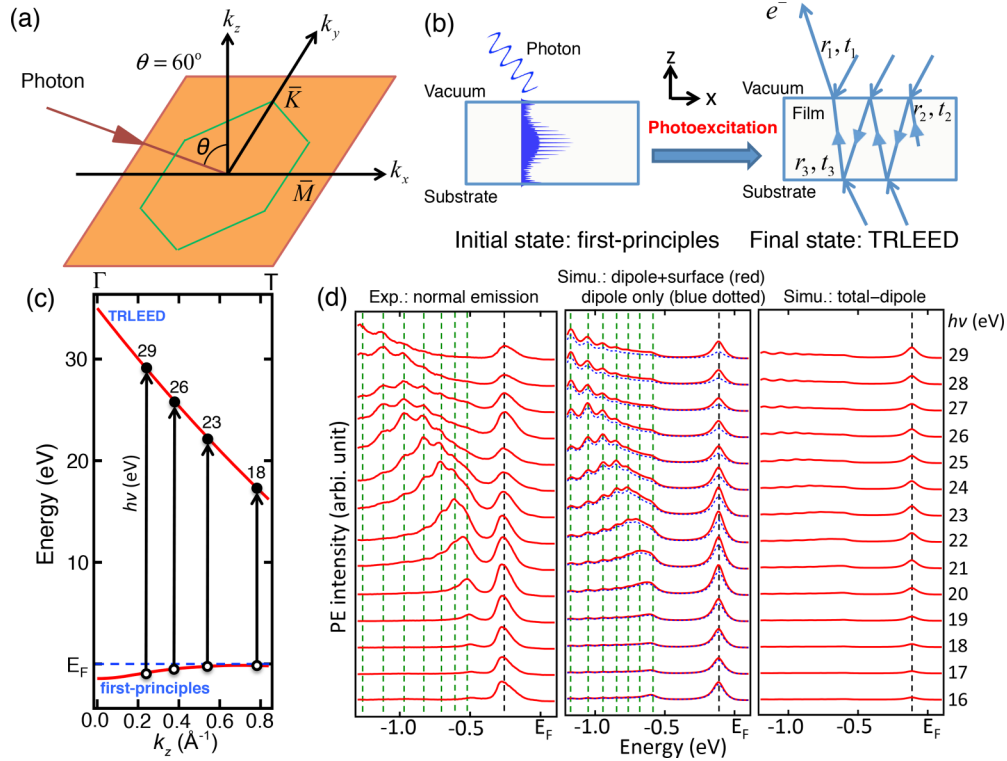 (a)
k_z
k_y
θ = 60°
Photon
K̄
θ
k_x
M̄
(b)
Photon
Vacuum
Substrate
z
x
Photoexcitation
e⁻
r₁, t₁
Vacuum
Film
r₂, t₂
r₃, t₃
Substrate
Initial state: first-principles
Final state: TRLEED
(c)
Γ
T
TRLEED
29
26
23
18
hν (eV)
first-principles
Energy (eV)
30
20
10
E_F
0.0
0.2
0.4
0.6
0.8
k_z (Å⁻¹)
(d)
Exp.: normal emission
Simu.: dipole+surface (red)
dipole only (blue dotted)
Simu.: total−dipole
hν (eV)
29
28
27
26
25
24
23
22
21
20
19
18
17
16
PE intensity (arbi. unit)
-1.0
-0.5
E_F
-1.0
-0.5
E_F
-1.0
-0.5
E_F
Energy (eV)